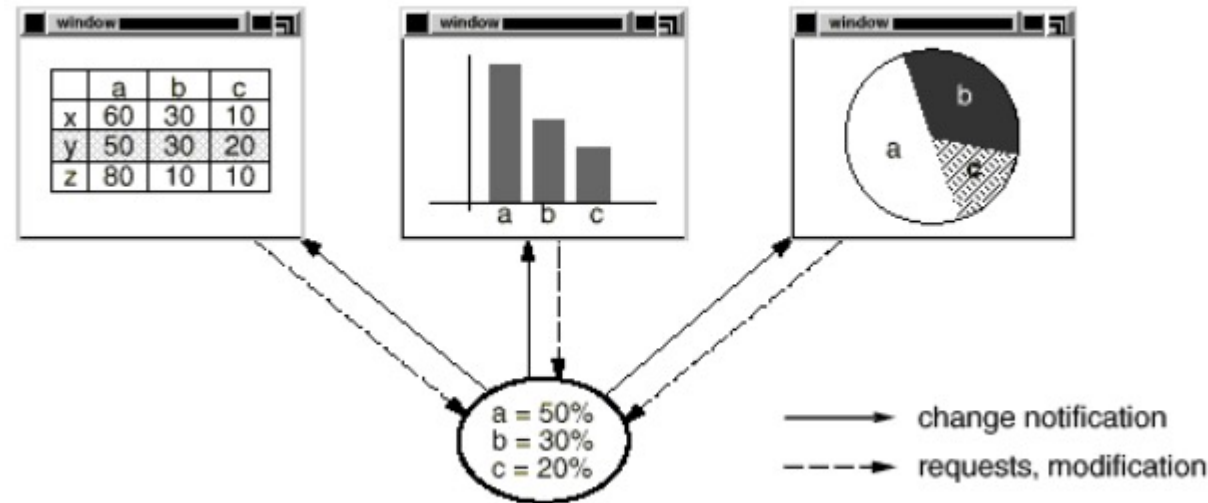 window
a b c
x 60 30 10
y 50 30 20
z 80 10 10
window
a b c
window
b
a
c
a = 50%
b = 30%
c = 20%
change notification
requests, modification